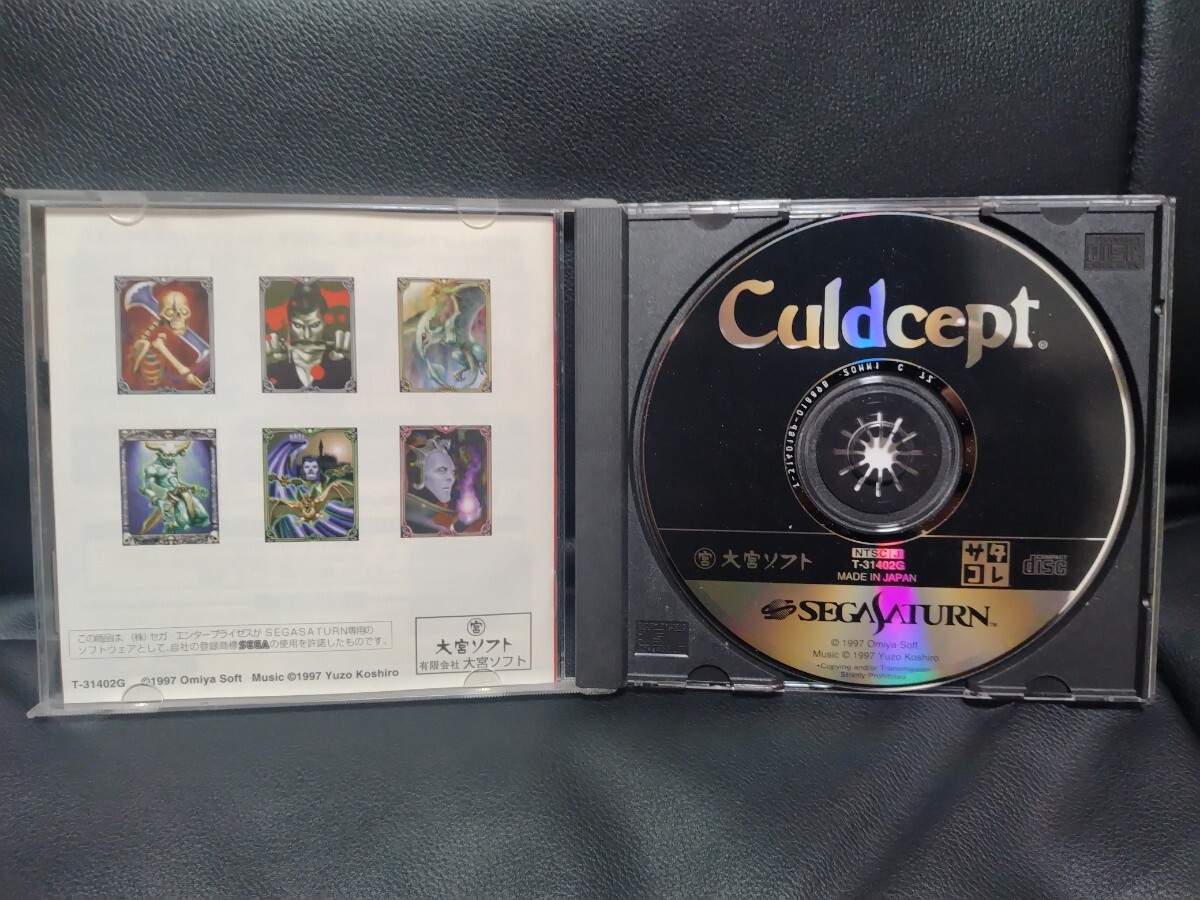 この商品は、(株)セガ エンタープライゼスが SEGASATURN専用の
ソフトウェアとして、自社の登録商標SEGAの使用を許諾したものです。
宮
大宮ソフト
有限会社 大宮ソフト
T-31402G ©1997 Omiya Soft Music ©1997 Yuzo Koshiro
Culdcept®
宮 大宮ソフト
NTSC J
T-31402G
MADE IN JAPAN
サタ
コレ
COMPACT
disc
SEGASATURN™
© 1997 Omiya Soft
Music © 1997 Yuzo Koshiro
•Copying and/or Transmission
Strictly Prohibited